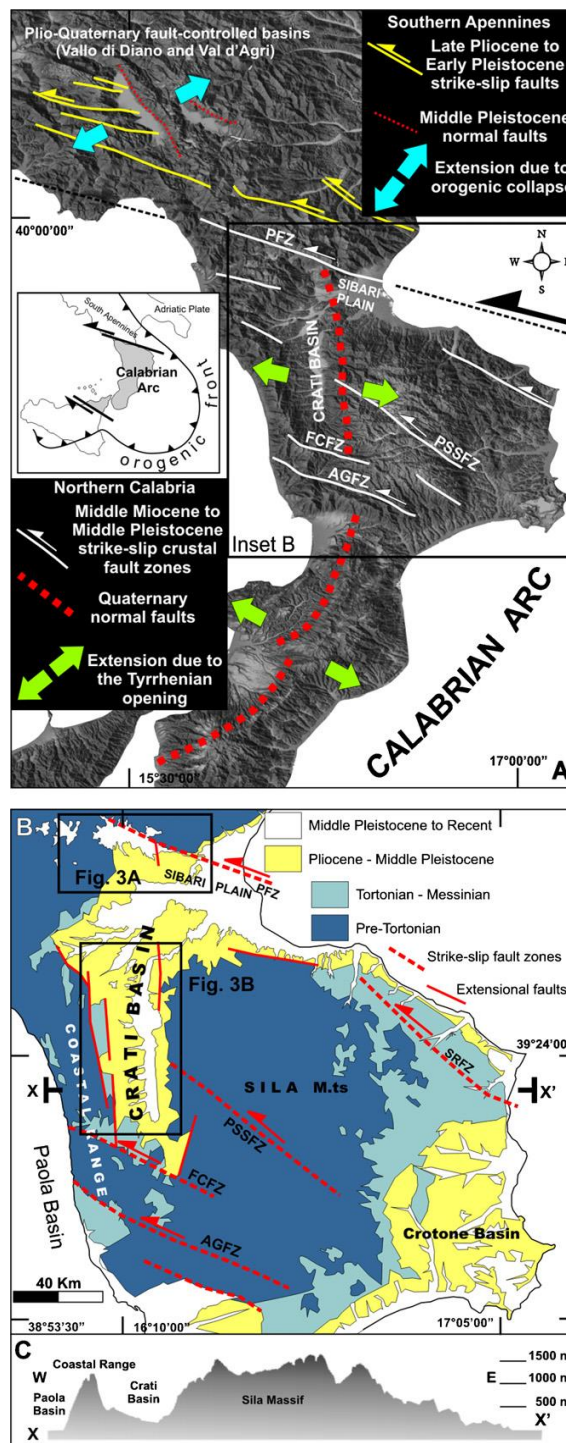 Plio-Quaternary fault-controlled basins
(Vallo di Diano and Val d'Agri)
Southern Apennines
Late Pliocene to
Early Pleistocene
strike-slip faults
Middle Pleistocene
normal faults
Extension due to
orogenic collapse
40°00'00''
PFZ
N
W
E
S
SIBARI
PLAIN
South Apennines
Adriatic Plate
Calabrian
Arc
orogenic front
CRATI BASIN
PSSFZ
FCFZ
AGFZ
Inset B
Northern Calabria
Middle Miocene to
Middle Pleistocene
strike-slip crustal
fault zones
Quaternary
normal faults
Extension due to
the Tyrrhenian
opening
CALABRIAN ARC
15°30'00''
17°00'00''
A
B
Middle Pleistocene to Recent
Pliocene - Middle Pleistocene
Tortonian - Messinian
Pre-Tortonian
Strike-slip fault zones
Extensional faults
Fig. 3A
SIBARI PLAIN
PFZ
CRATI BASIN
Fig. 3B
39°24'00''
SRFZ
COASTAL RANGE
SILA M.ts
X
X'
PSSFZ
FCFZ
Paola Basin
AGFZ
Crotone Basin
40 Km
38°53'30''
16°10'00''
17°05'00''
C
Coastal Range
W
Paola
Basin
Crati
Basin
Sila Massif
E
1500 m
1000 m
500 m
X
X'